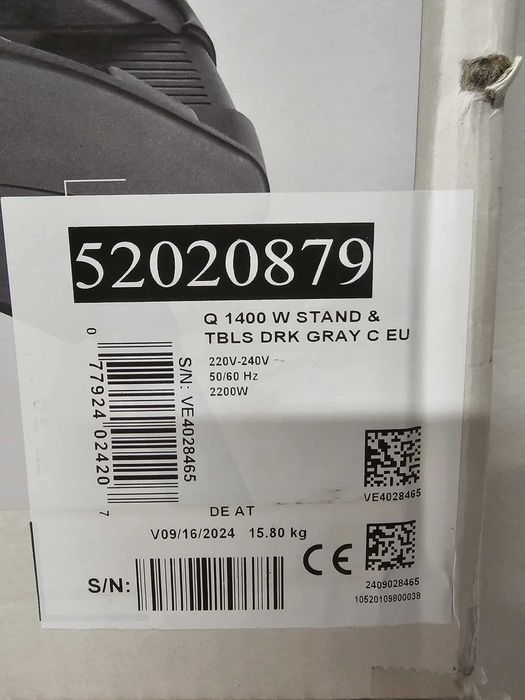 52020879
Q 1400 W STAND &
TBLS DRK GRAY C EU
220V-240V ~
50/60 Hz
2200W
0 77924 02420 7
S/N: VE4028465
VE4028465
DE AT
V09/16/2024 15.80 kg
CE
S/N:
2409028465
10520109800038